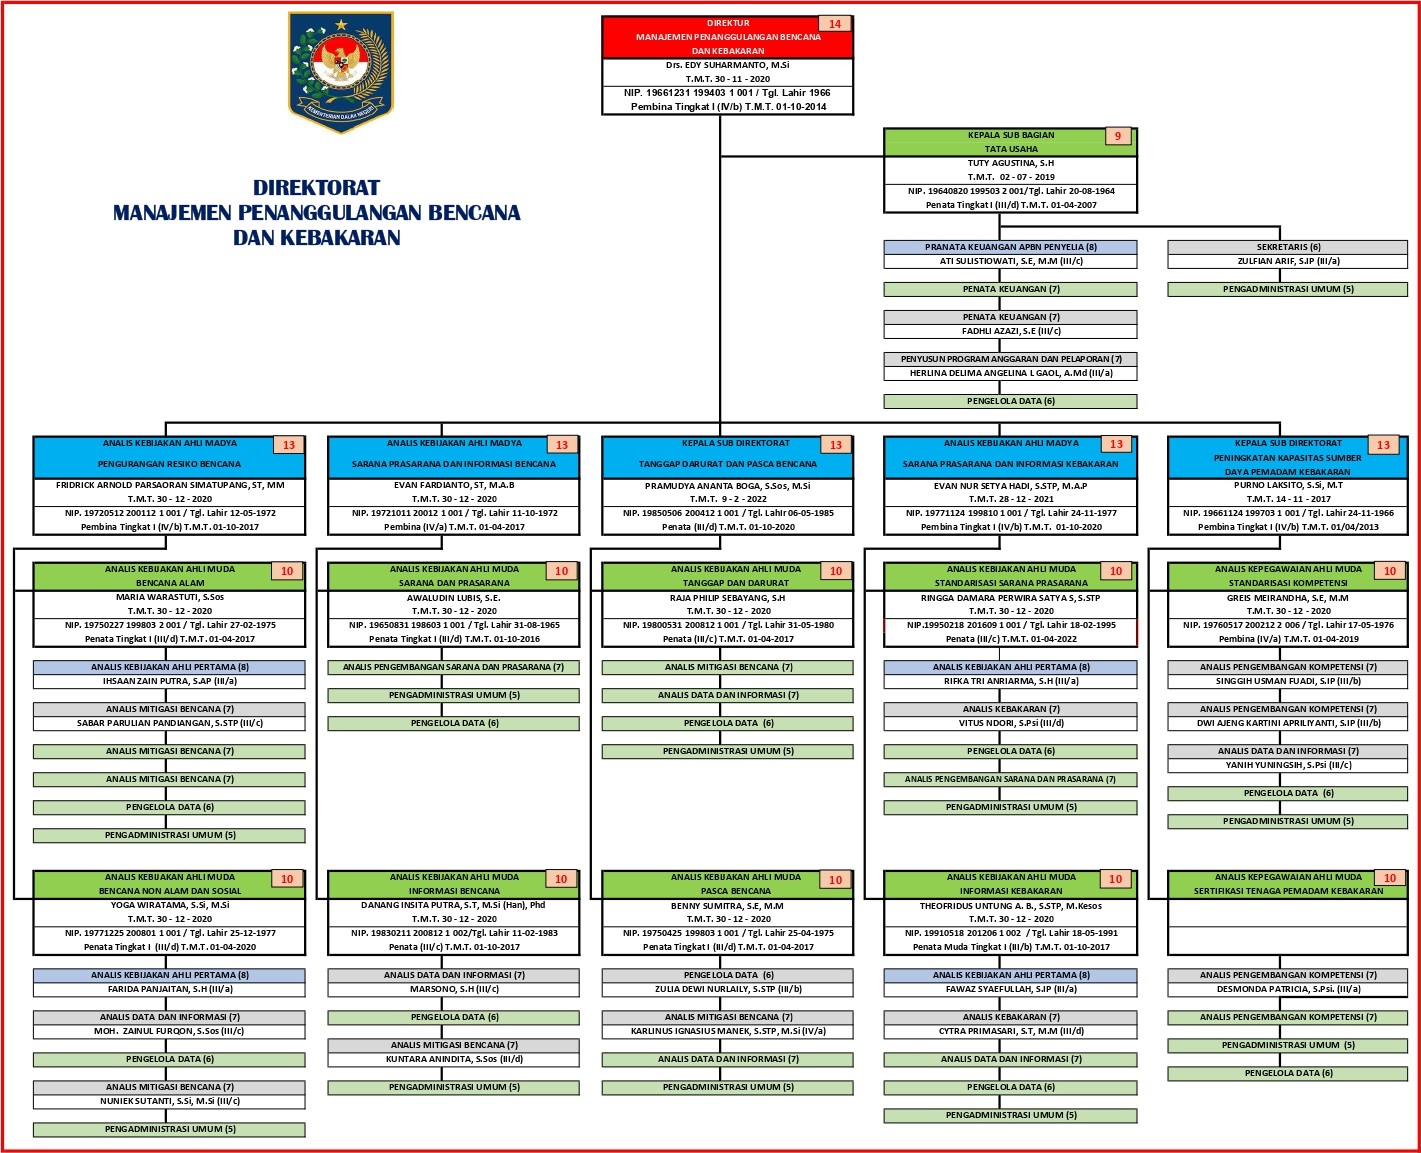 KEMENTERIAN DALAM NEGERI
DIREKTORAT
MANAJEMEN PENANGGULANGAN BENCANA
DAN KEBAKARAN
DIREKTUR
14
MANAJEMEN PENANGGULANGAN BENCANA
DAN KEBAKARAN
Drs. EDY SUHARMANTO, M.Si
T.M.T. 30 - 11 - 2020
NIP. 19661231 199403 1 001 / Tgl. Lahir 1966
Pembina Tingkat I (IV/b) T.M.T. 01-10-2014
KEPALA SUB BAGIAN
9
TATA USAHA
TUTY AGUSTINA, S.H
T.M.T. 02 - 07 - 2019
NIP. 19640820 199503 2 001/Tgl. Lahir 20-08-1964
Penata Tingkat I (III/d) T.M.T. 01-04-2007
PRANATA KEUANGAN APBN PENYELIA (8)
ATI SULISTIOWATI, S.E, M.M (III/c)
PENATA KEUANGAN (7)
PENATA KEUANGAN (7)
FADHLI AZAZI, S.E (III/c)
PENYUSUN PROGRAM ANGGARAN DAN PELAPORAN (7)
HERLINA DELIMA ANGELINA L GAOL, A.Md (III/a)
PENGELOLA DATA (6)
SEKRETARIS (6)
ZULFIAN ARIF, S.IP (III/a)
PENGADMINISTRASI UMUM (5)
ANALIS KEBIJAKAN AHLI MADYA
13
PENGURANGAN RESIKO BENCANA
FRIDRICK ARNOLD PARSAORAN SIMATUPANG, ST, MM
T.M.T. 30 - 12 - 2020
NIP. 19720512 200112 1 001 / Tgl. Lahir 12-05-1972
Pembina Tingkat I (IV/b) T.M.T. 01-10-2017
ANALIS KEBIJAKAN AHLI MUDA
10
BENCANA ALAM
MARIA WARASTUTI, S.Sos
T.M.T. 30 - 12 - 2020
NIP. 19750227 199803 2 001 / Tgl. Lahir 27-02-1975
Penata Tingkat I (III/d) T.M.T. 01-04-2017
ANALIS KEBIJAKAN AHLI PERTAMA (8)
IHSAAN ZAIN PUTRA, S.AP (III/a)
ANALIS MITIGASI BENCANA (7)
SABAR PARULIAN PANDIANGAN, S.STP (III/c)
ANALIS MITIGASI BENCANA (7)
ANALIS MITIGASI BENCANA (7)
PENGELOLA DATA (6)
PENGADMINISTRASI UMUM (5)
ANALIS KEBIJAKAN AHLI MUDA
10
BENCANA NON ALAM DAN SOSIAL
YOGA WIRATAMA, S.Si, M.Si
T.M.T. 30 - 12 - 2020
NIP. 19771225 200801 1 001 / Tgl. Lahir 25-12-1977
Penata Tingkat I (III/d) T.M.T. 01-04-2020
ANALIS KEBIJAKAN AHLI PERTAMA (8)
FARIDA PANJAITAN, S.H (III/a)
ANALIS DATA DAN INFORMASI (7)
MOH. ZAINUL FURQON, S.Sos (III/c)
PENGELOLA DATA (6)
ANALIS MITIGASI BENCANA (7)
NUNIEK SUTANTI, S.Si, M.Si (III/c)
PENGADMINISTRASI UMUM (5)
ANALIS KEBIJAKAN AHLI MADYA
13
SARANA PRASARANA DAN INFORMASI BENCANA
EVAN FARDIANTO, ST, M.A.B
T.M.T. 30 - 12 - 2020
NIP. 19721011 20012 1 001 / Tgl. Lahir 11-10-1972
Pembina (IV/a) T.M.T. 01-04-2017
ANALIS KEBIJAKAN AHLI MUDA
10
SARANA DAN PRASARANA
AWALUDIN LUBIS, S.E.
T.M.T. 30 - 12 - 2020
NIP. 19650831 198603 1 001 / Tgl. Lahir 31-08-1965
Penata Tingkat I (III/d) T.M.T. 01-10-2016
ANALIS PENGEMBANGAN SARANA DAN PRASARANA (7)
PENGADMINISTRASI UMUM (5)
PENGELOLA DATA (6)
ANALIS KEBIJAKAN AHLI MUDA
10
INFORMASI BENCANA
DANANG INSITA PUTRA, S.T, M.Si (Han), Phd
T.M.T. 30 - 12 - 2020
NIP. 19830211 200812 1 002/Tgl. Lahir 11-02-1983
Penata (III/c) T.M.T. 01-10-2017
ANALIS DATA DAN INFORMASI (7)
MARSONO, S.H (III/c)
PENGELOLA DATA (6)
ANALIS MITIGASI BENCANA (7)
KUNTARA ANINDITA, S.Sos (III/d)
PENGADMINISTRASI UMUM (5)
KEPALA SUB DIREKTORAT
13
TANGGAP DARURAT DAN PASCA BENCANA
PRAMUDYA ANANTA BOGA, S.Sos, M.Si
T.M.T. 9 - 2 - 2022
NIP. 19850506 200412 1 001 / Tgl. Lahir 06-05-1985
Penata (III/d) T.M.T. 01-10-2020
ANALIS KEBIJAKAN AHLI MUDA
10
TANGGAP DAN DARURAT
RAJA PHILIP SEBAYANG, S.H
T.M.T. 30 - 12 - 2020
NIP. 19800531 200812 1 001 / Tgl. Lahir 31-05-1980
Penata (III/c) T.M.T. 01-04-2017
ANALIS MITIGASI BENCANA (7)
ANALIS DATA DAN INFORMASI (7)
PENGELOLA DATA (6)
PENGADMINISTRASI UMUM (5)
ANALIS KEBIJAKAN AHLI MUDA
10
PASCA BENCANA
BENNY SUMITRA, S.E, M.M
T.M.T. 30 - 12 - 2020
NIP. 19750425 199803 1 001 / Tgl. Lahir 25-04-1975
Penata Tingkat I (III/d) T.M.T. 01-04-2017
PENGELOLA DATA (6)
ZULIA DEWI NURLAILY, S.STP (III/b)
ANALIS MITIGASI BENCANA (7)
KARLINUS IGNASIUS MANEK, S.STP, M.Si (IV/a)
ANALIS DATA DAN INFORMASI (7)
PENGADMINISTRASI UMUM (5)
ANALIS KEBIJAKAN AHLI MADYA
13
SARANA PRASARANA DAN INFORMASI KEBAKARAN
EVAN NUR SETYA HADI, S.STP, M.A.P
T.M.T. 28 - 12 - 2021
NIP. 19771124 199810 1 001 / Tgl. Lahir 24-11-1977
Pembina Tingkat I (IV/b) T.M.T. 01-10-2020
ANALIS KEBIJAKAN AHLI MUDA
10
STANDARISASI SARANA PRASARANA
RINGGA DAMARA PERWIRA SATYA S, S.STP
T.M.T. 30 - 12 - 2020
NIP.19950218 201609 1 001 / Tgl. Lahir 18-02-1995
Penata (III/c) T.M.T. 01-04-2022
ANALIS KEBIJAKAN AHLI PERTAMA (8)
RIFKA TRI ANRIARMA, S.H (III/a)
ANALIS KEBAKARAN (7)
VITUS NDORI, S.Psi (III/d)
PENGELOLA DATA (6)
ANALIS PENGEMBANGAN SARANA DAN PRASARANA (7)
PENGADMINISTRASI UMUM (5)
ANALIS KEBIJAKAN AHLI MUDA
10
INFORMASI KEBAKARAN
THEOFRIDUS UNTUNG A. B., S.STP, M.Kesos
T.M.T. 30 - 12 - 2020
NIP. 19910518 201206 1 002 / Tgl. Lahir 18-05-1991
Penata Muda Tingkat I (III/b) T.M.T. 01-10-2017
ANALIS KEBIJAKAN AHLI PERTAMA (8)
FAWAZ SYAEFULLAH, S.IP (III/a)
ANALIS KEBAKARAN (7)
CYTRA PRIMASARI, S.T, M.M (III/d)
ANALIS DATA DAN INFORMASI (7)
PENGELOLA DATA (6)
PENGADMINISTRASI UMUM (5)
KEPALA SUB DIREKTORAT
13
PENINGKATAN KAPASITAS SUMBER
DAYA PEMADAM KEBAKARAN
PURNO LAKSITO, S.Si, M.T
T.M.T. 14 - 11 - 2017
NIP. 19661124 199703 1 001 / Tgl. Lahir 24-11-1966
Pembina Tingkat I (IV/b) T.M.T. 01/04/2013
ANALIS KEPEGAWAIAN AHLI MUDA
10
STANDARISASI KOMPETENSI
GREIS MEIRANDHA, S.E, M.M
T.M.T. 30 - 12 - 2020
NIP. 19760517 200212 2 006 / Tgl. Lahir 17-05-1976
Pembina (IV/a) T.M.T. 01-04-2019
ANALIS PENGEMBANGAN KOMPETENSI (7)
SINGGIH USMAN FUADI, S.IP (III/b)
ANALIS PENGEMBANGAN KOMPETENSI (7)
DWI AJENG KARTINI APRILIYANTI, S.IP (III/b)
ANALIS DATA DAN INFORMASI (7)
YANIH YUNINGSIH, S.Psi (III/c)
PENGELOLA DATA (6)
PENGADMINISTRASI UMUM (5)
ANALIS KEPEGAWAIAN AHLI MUDA
10
SERTIFIKASI TENAGA PEMADAM KEBAKARAN
ANALIS PENGEMBANGAN KOMPETENSI (7)
DESMONDA PATRICIA, S.Psi. (III/a)
ANALIS PENGEMBANGAN KOMPETENSI (7)
PENGADMINISTRASI UMUM (5)
PENGELOLA DATA (6)